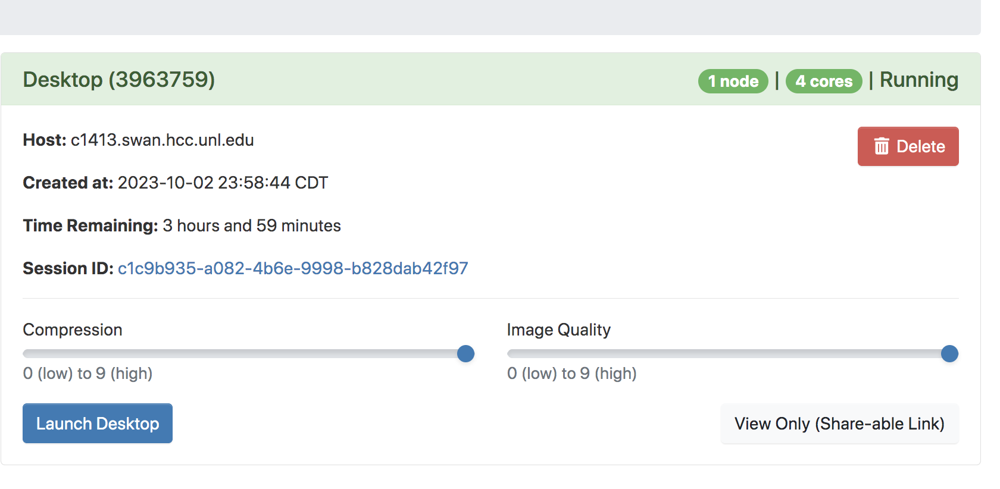 Desktop (3963759)
1 node | 4 cores | Running
Host: c1413.swan.hcc.unl.edu
Delete
Created at: 2023-10-02 23:58:44 CDT
Time Remaining: 3 hours and 59 minutes
Session ID: c1c9b935-a082-4b6e-9998-b828dab42f97
Compression
0 (low) to 9 (high)
Image Quality
0 (low) to 9 (high)
Launch Desktop
View Only (Share-able Link)